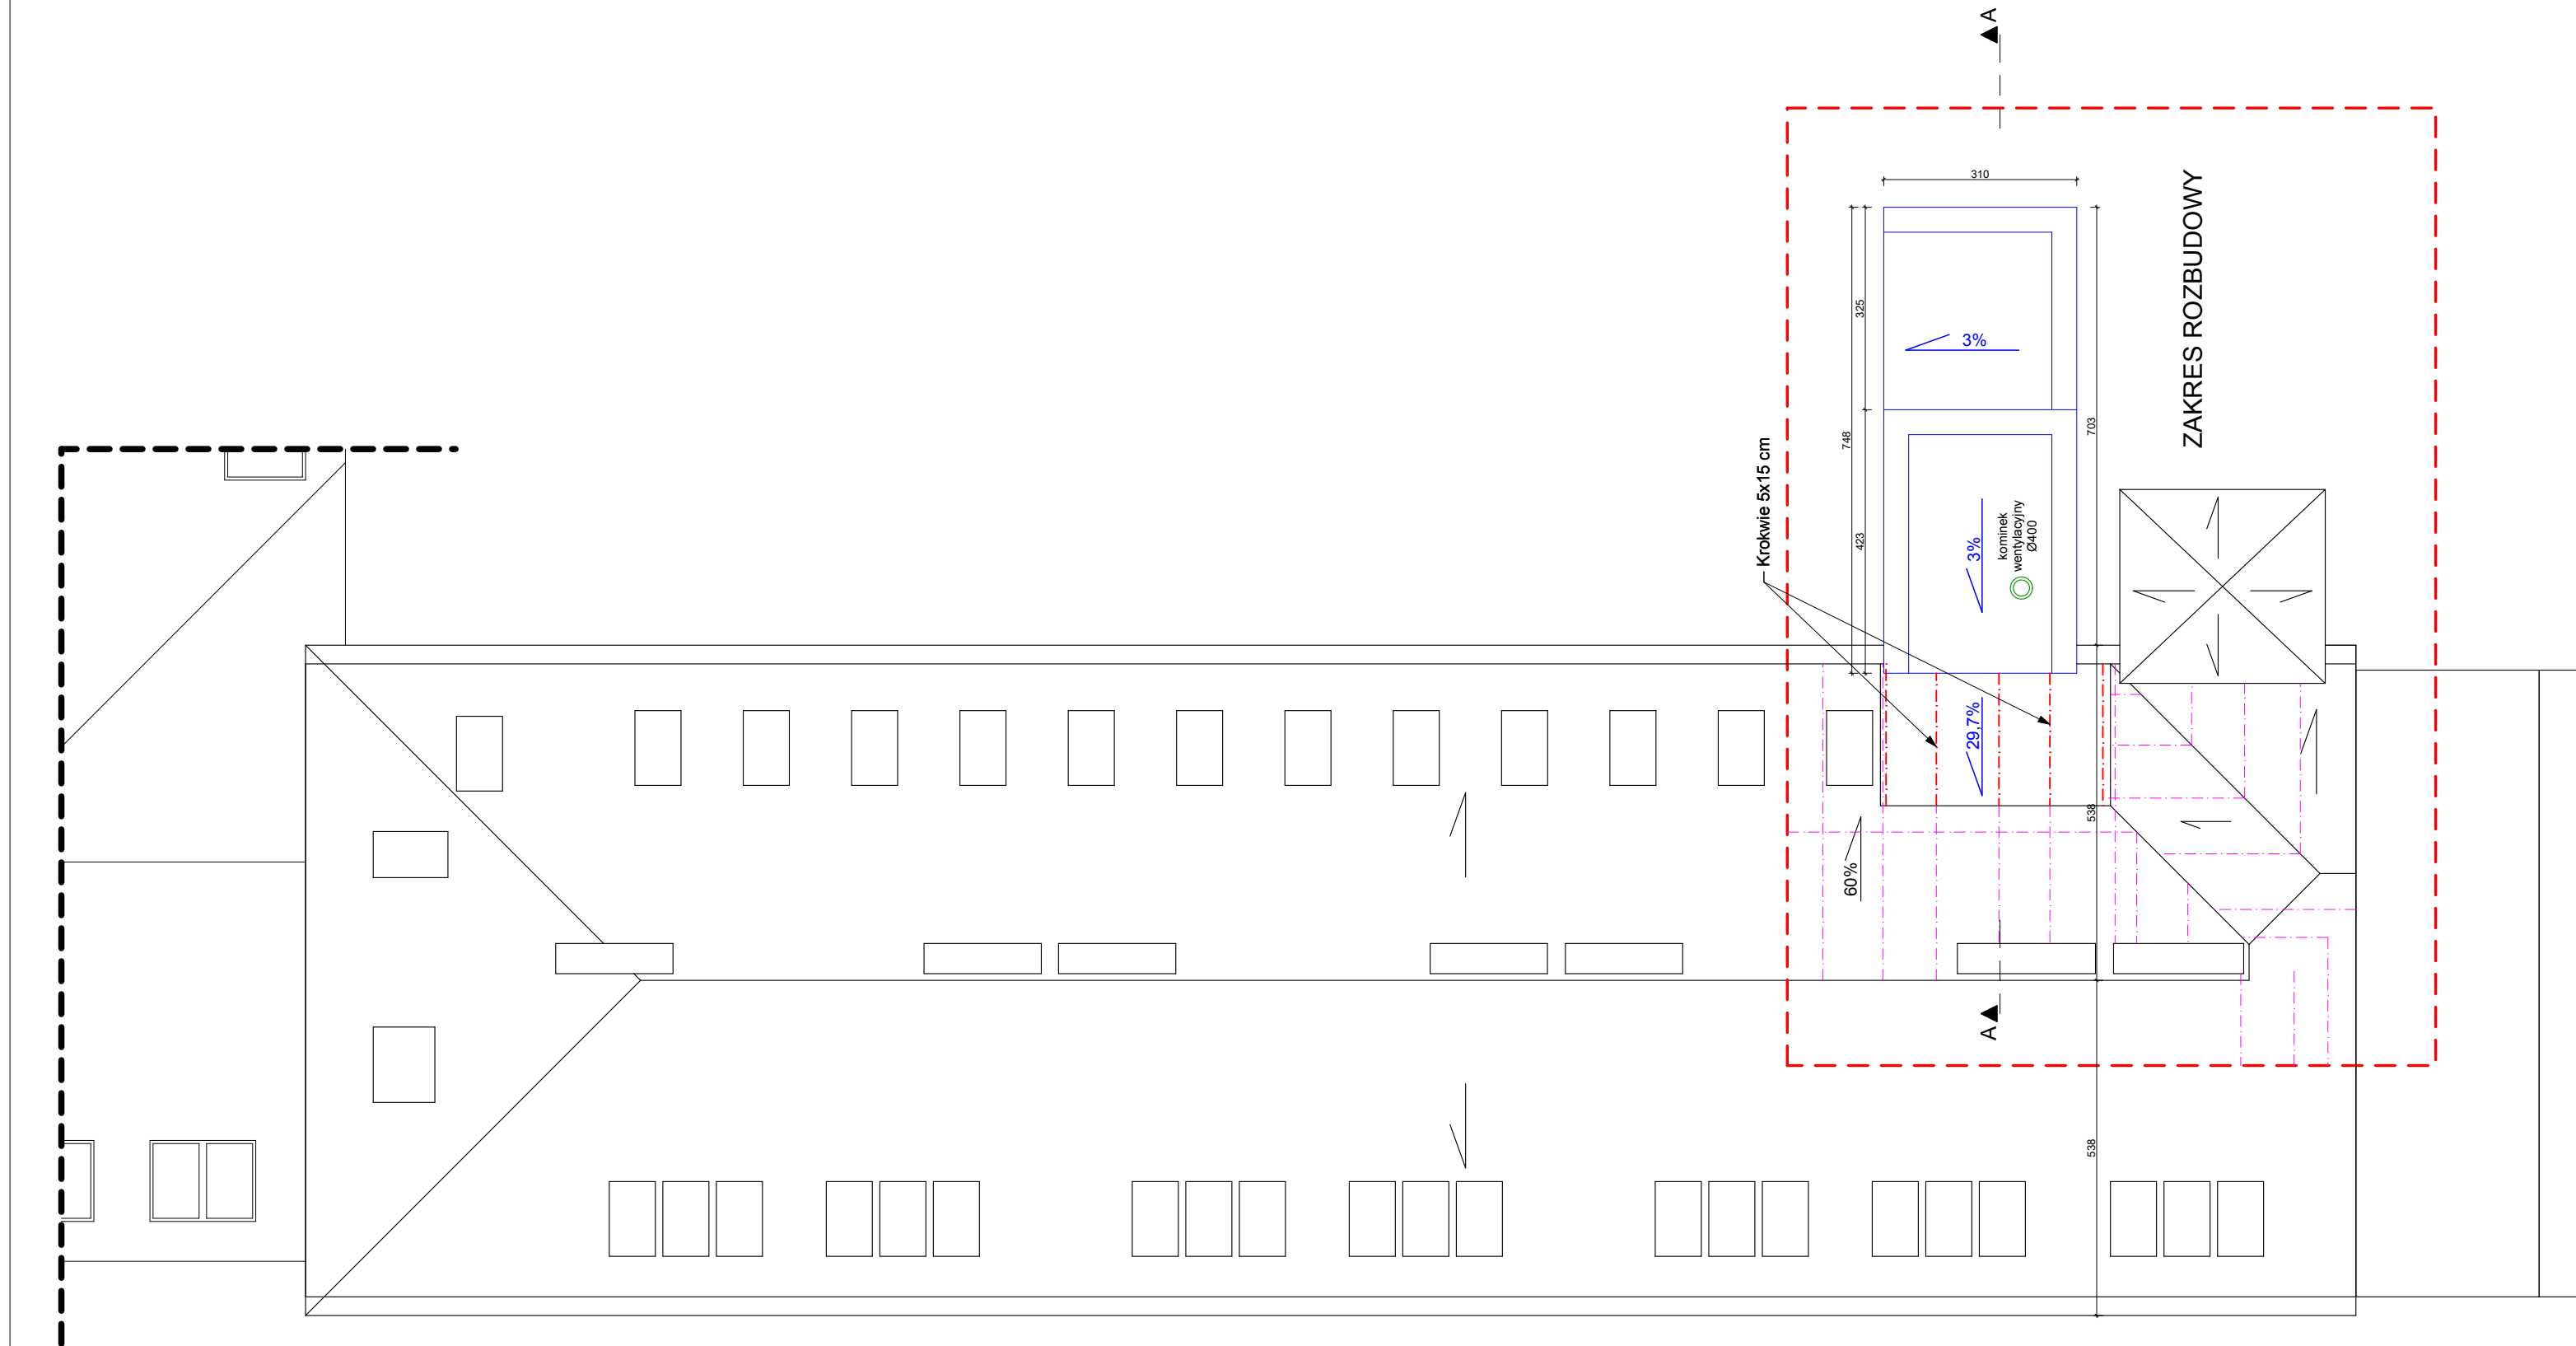 A
310
ZAKRES ROZBUDOWY
325
3%
748
703
Krokwie 5x15 cm
423
3%
kominek
wentylacyjny
Ø400
29,7%
538
60%
A
538